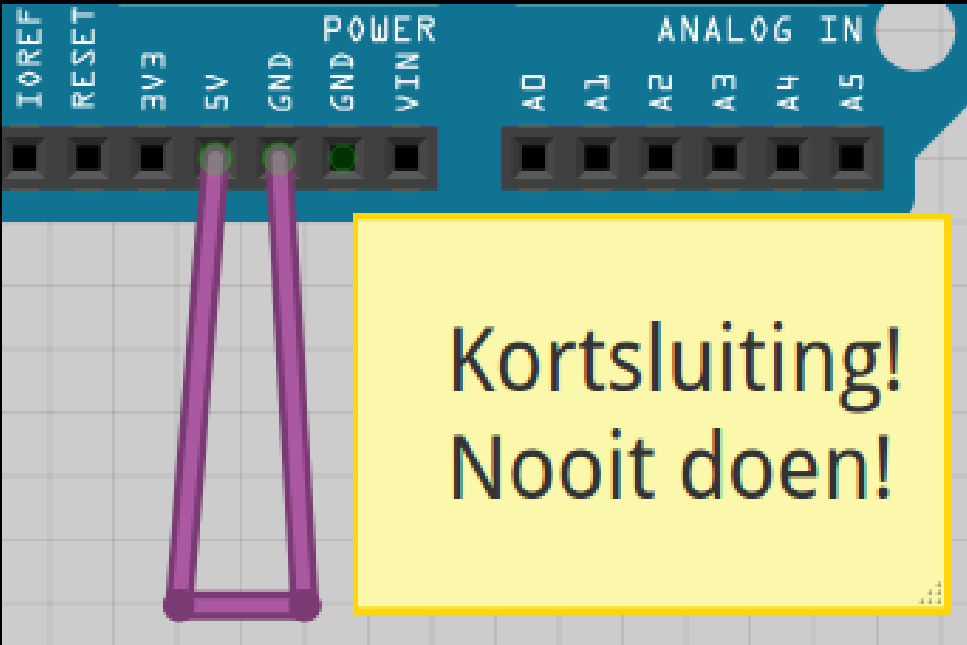 POWER
ANALOG IN
IOREF
RESET
3V3
5V
GND
GND
VIN
A0
A1
A2
A3
A4
A5
Kortsluiting!
Nooit doen!